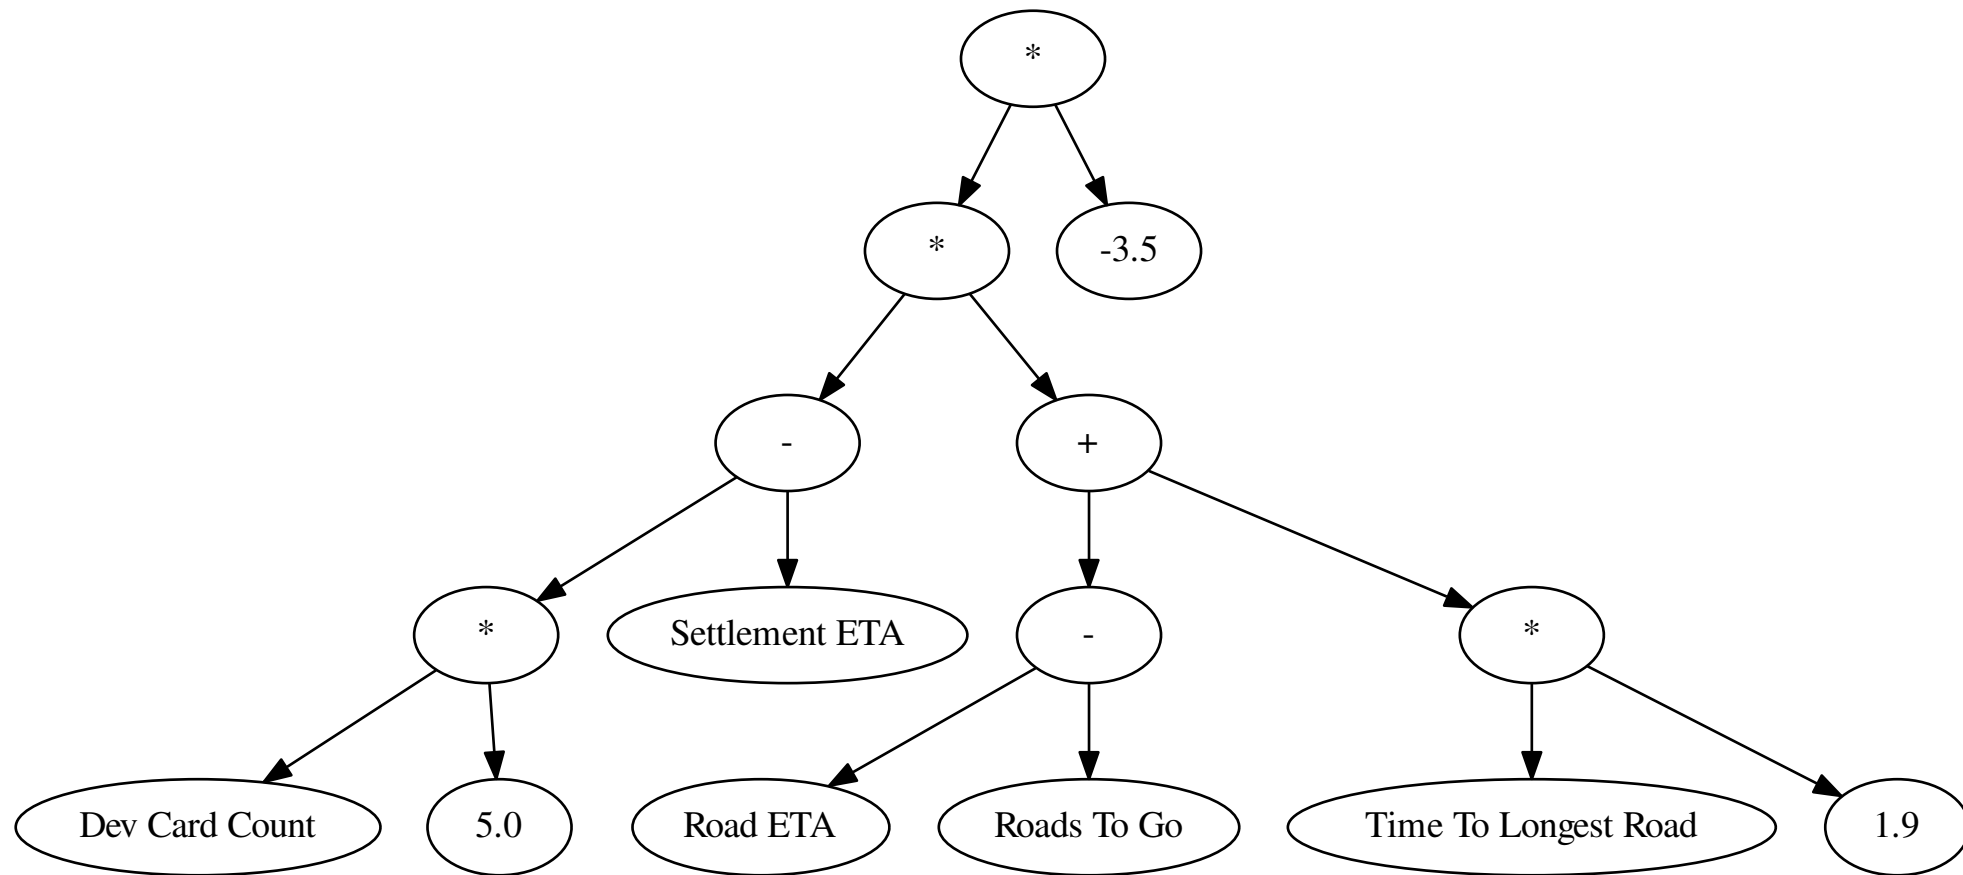 *
*
-3.5
-
+
*
Settlement ETA
-
*
Dev Card Count
5.0
Road ETA
Roads To Go
Time To Longest Road
1.9